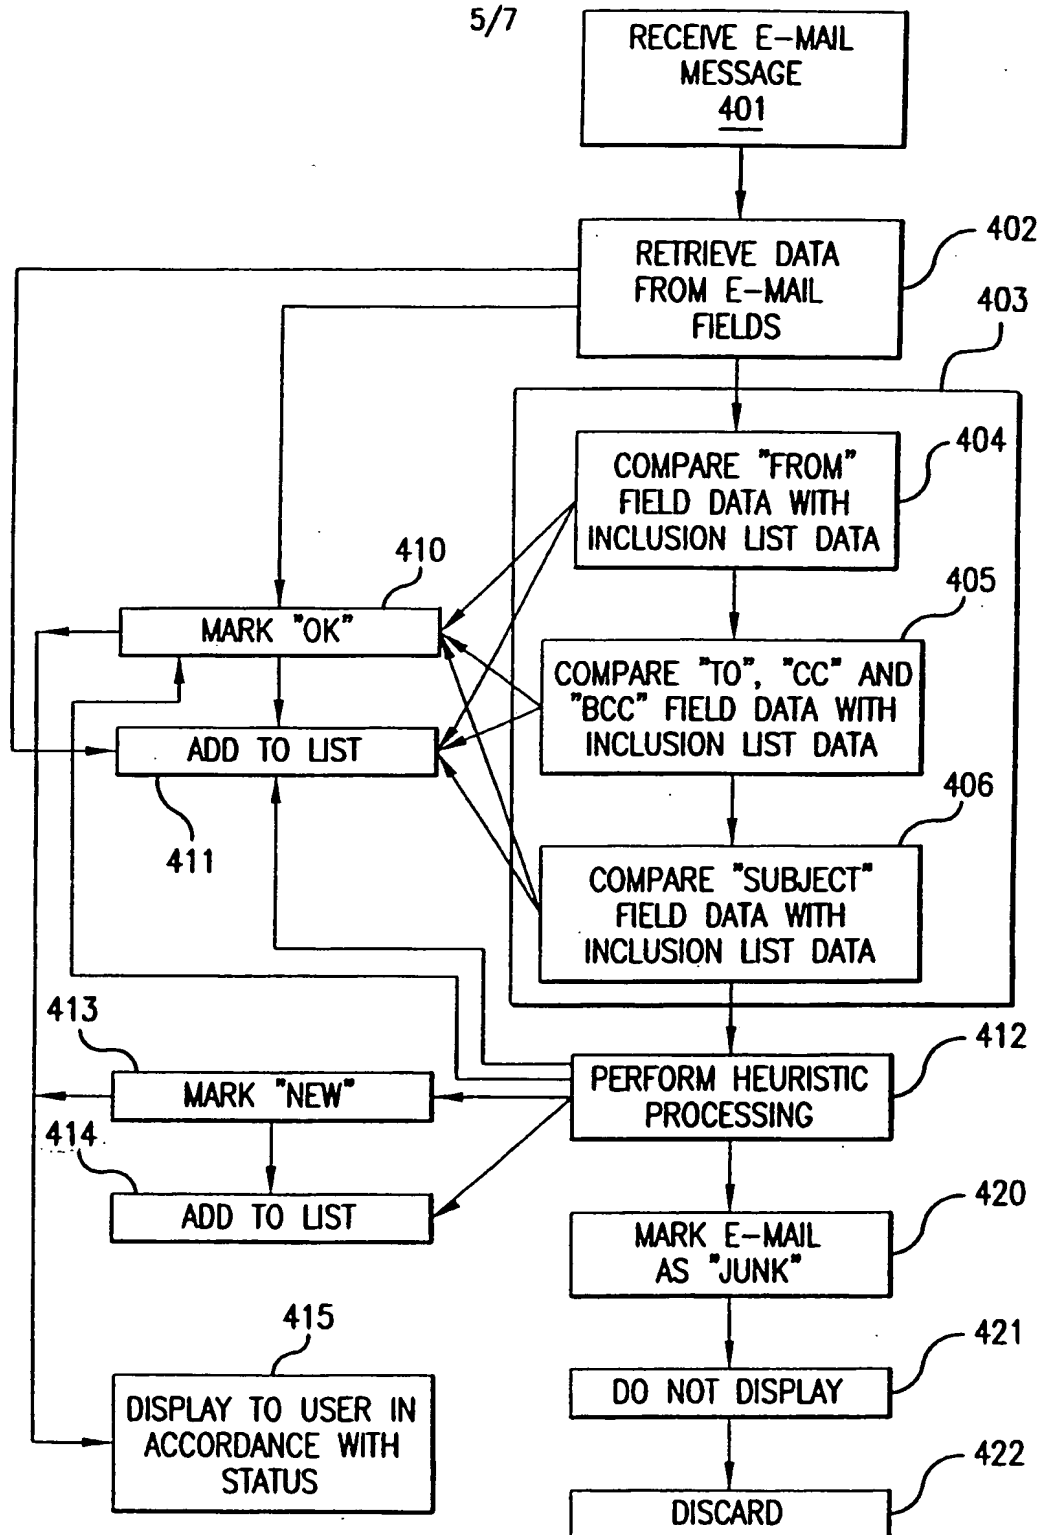 5/7
RECEIVE E-MAIL
MESSAGE
401
402
RETRIEVE DATA
FROM E-MAIL
FIELDS
403
404
COMPARE "FROM"
FIELD DATA WITH
INCLUSION LIST DATA
410
MARK "OK"
405
COMPARE "TO", "CC" AND
"BCC" FIELD DATA WITH
INCLUSION LIST DATA
ADD TO LIST
411
406
COMPARE "SUBJECT"
FIELD DATA WITH
INCLUSION LIST DATA
413
MARK "NEW"
412
PERFORM HEURISTIC
PROCESSING
414
ADD TO LIST
420
MARK E-MAIL
AS "JUNK"
415
DISPLAY TO USER IN
ACCORDANCE WITH
STATUS
421
DO NOT DISPLAY
422
DISCARD